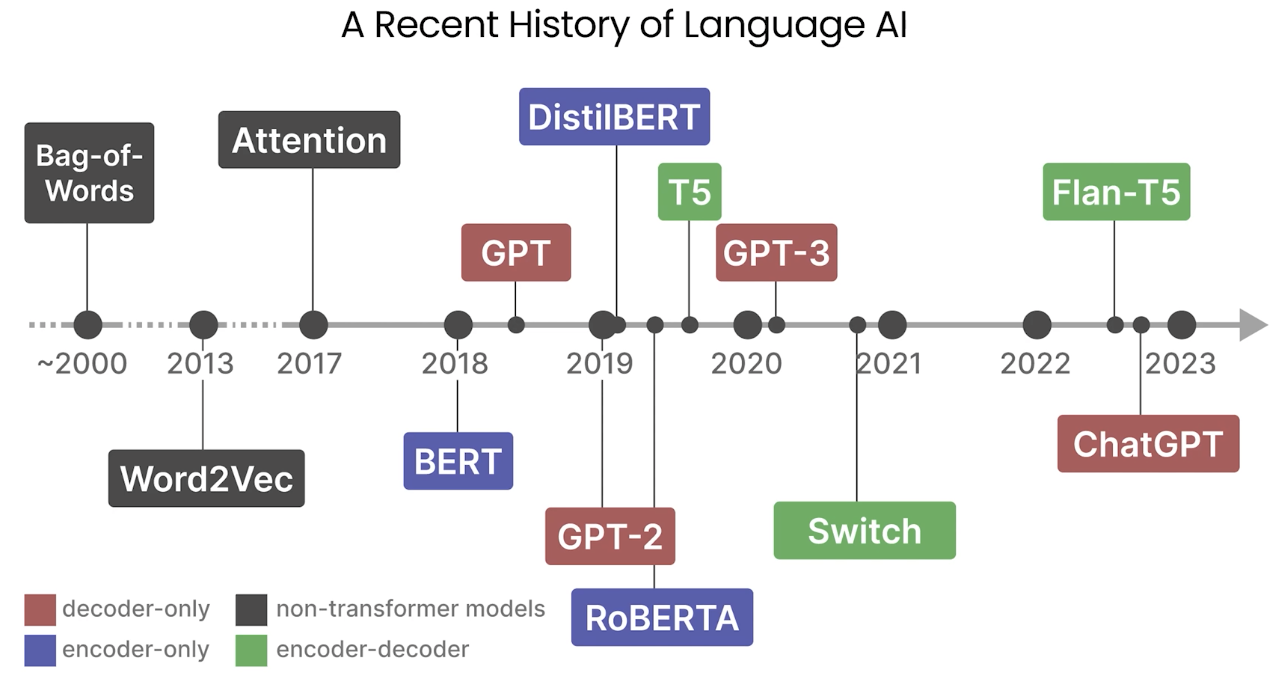 A Recent History of Language AI
DistilBERT
Bag-of-
Words
Attention
T5
Flan-T5
GPT
GPT-3
~2000
2013
2017
2018
2019
2020
2021
2022
2023
BERT
ChatGPT
Word2Vec
GPT-2
Switch
RoBERTA
decoder-only
non-transformer models
encoder-only
encoder-decoder